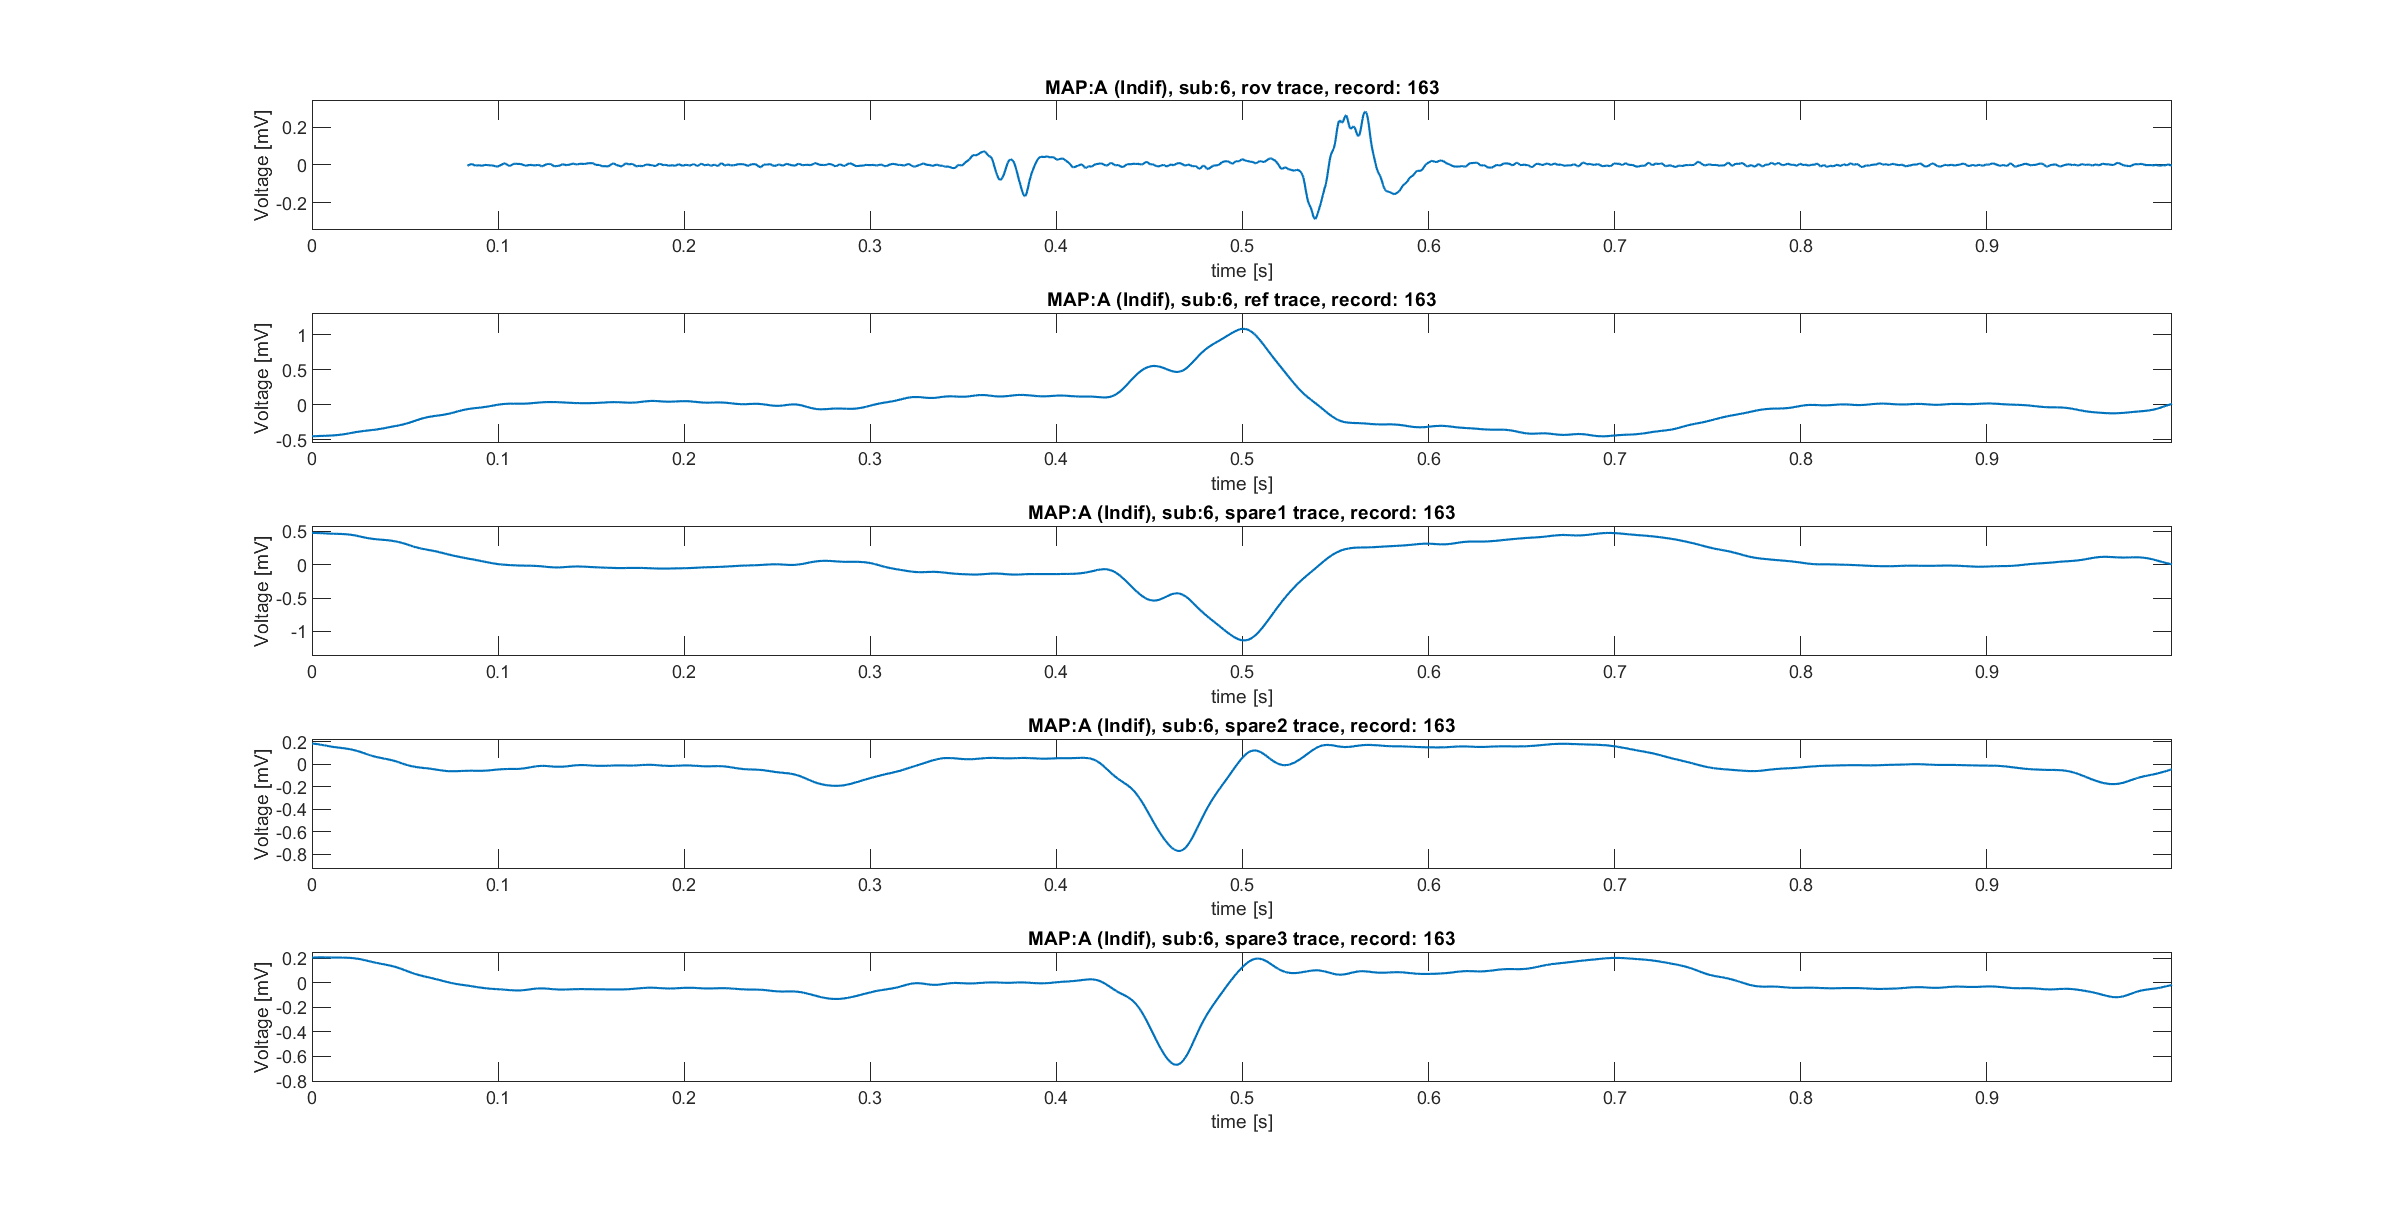 MAP:A (Indif), sub:6, rov trace, record: 163
Voltage [mV]
0.2
0
-0.2
0 0.1 0.2 0.3 0.4 0.5 0.6 0.7 0.8 0.9
time [s]
MAP:A (Indif), sub:6, ref trace, record: 163
Voltage [mV]
1
0.5
0
-0.5
0 0.1 0.2 0.3 0.4 0.5 0.6 0.7 0.8 0.9
time [s]
MAP:A (Indif), sub:6, spare1 trace, record: 163
Voltage [mV]
0.5
0
-0.5
-1
0 0.1 0.2 0.3 0.4 0.5 0.6 0.7 0.8 0.9
time [s]
MAP:A (Indif), sub:6, spare2 trace, record: 163
Voltage [mV]
0.2
0
-0.2
-0.4
-0.6
-0.8
0 0.1 0.2 0.3 0.4 0.5 0.6 0.7 0.8 0.9
time [s]
MAP:A (Indif), sub:6, spare3 trace, record: 163
Voltage [mV]
0.2
0
-0.2
-0.4
-0.6
-0.8
0 0.1 0.2 0.3 0.4 0.5 0.6 0.7 0.8 0.9
time [s]